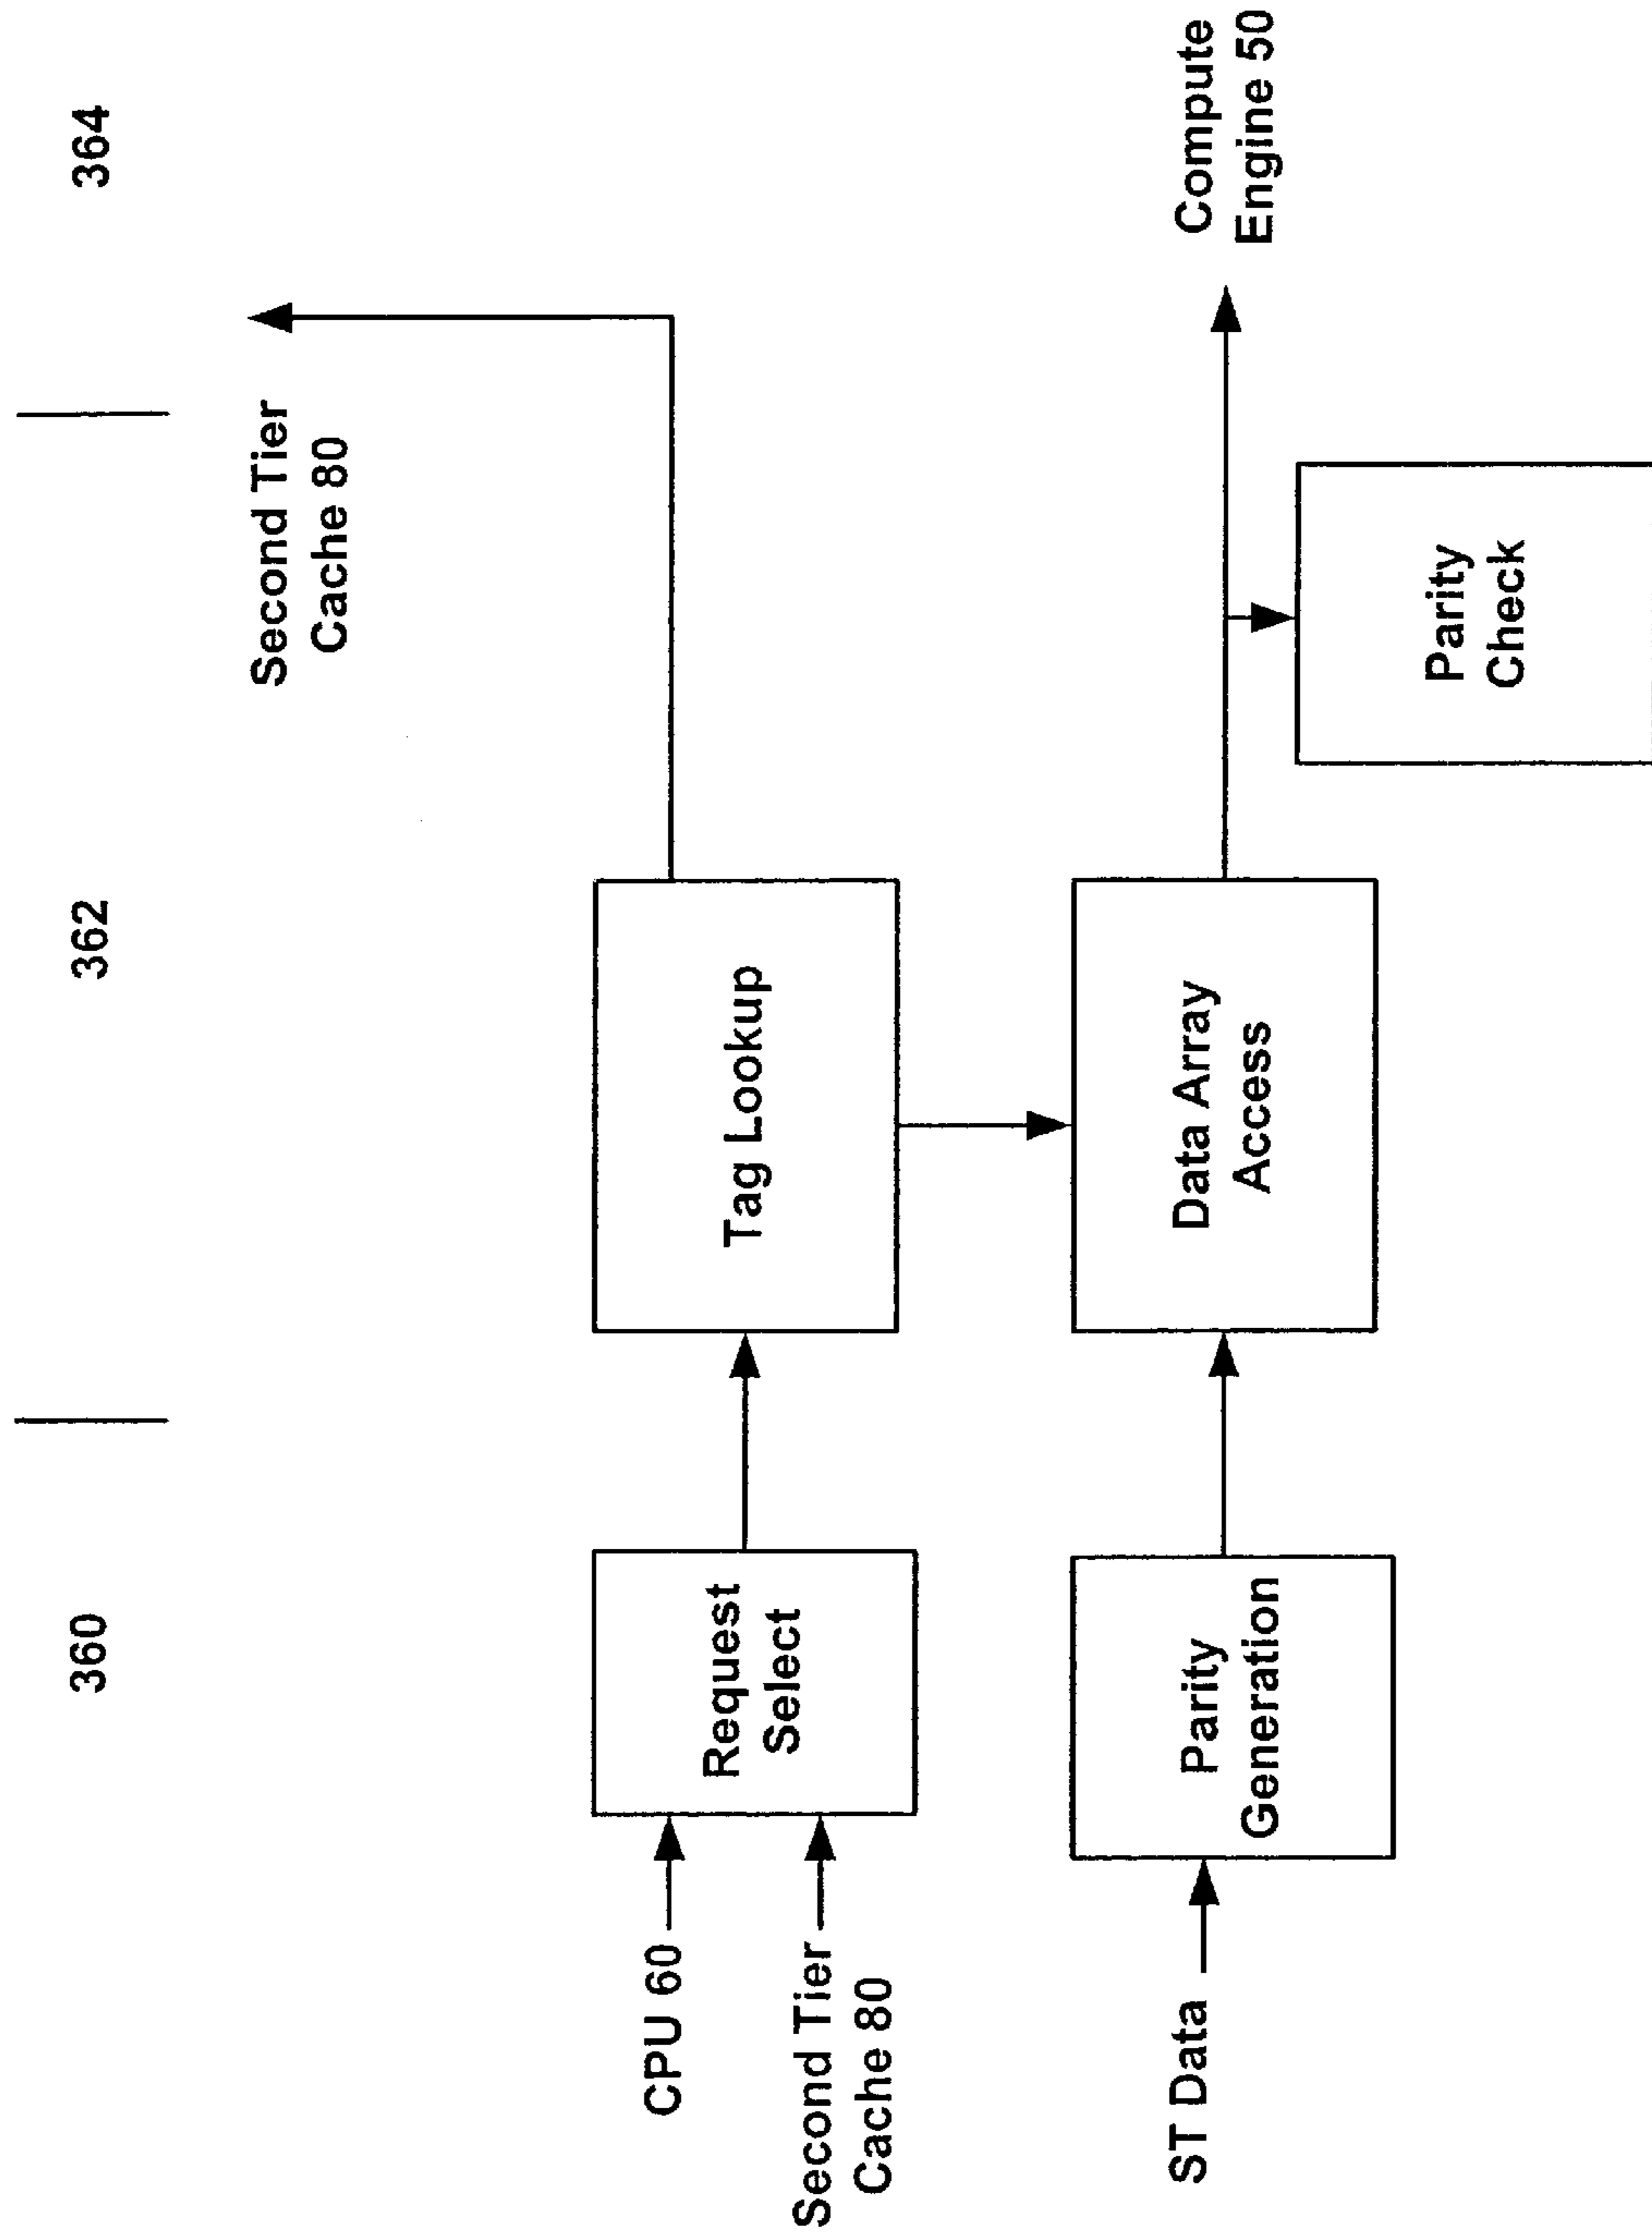 360
362
364
Second Tier
Cache 80
CPU 60
Second Tier
Cache 80
Request
Select
Tag Lookup
ST Data
Parity
Generation
Data Array
Access
Compute
Engine 50
Parity
Check